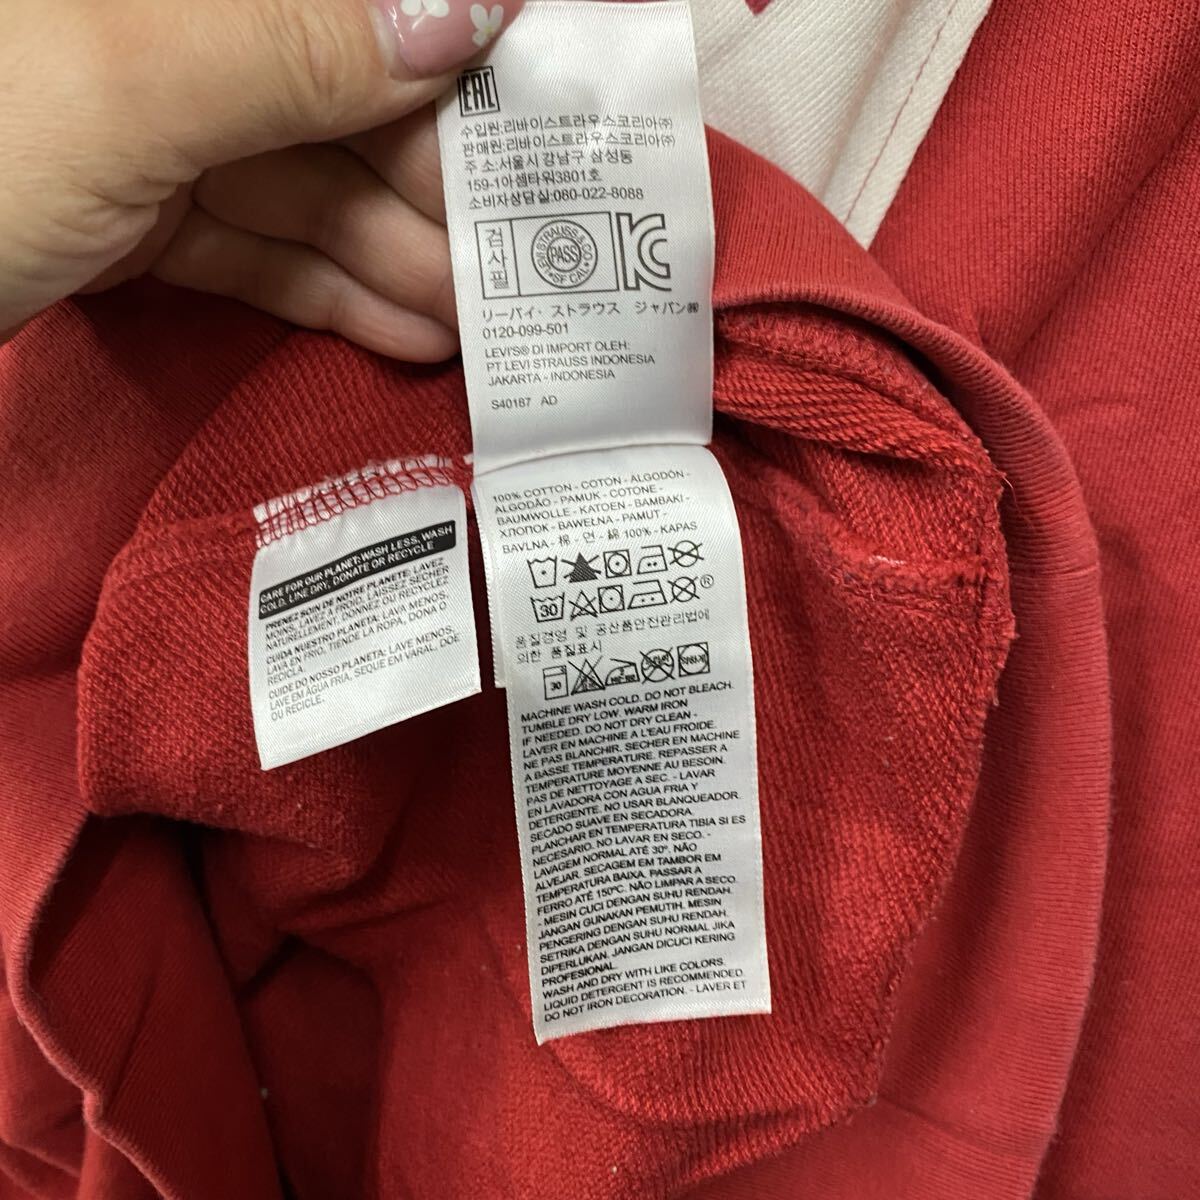 EAC
수입원:리바이스트라우스코리아㈜
판매원:리바이스트라우스코리아㈜
주 소:서울시 강남구 삼성동
159-1아셈타워3801호
소비자상담실:080-022-8088
검사필
LEVI STRAUSS & CO.
PASS
SF CAL
KC
リーバイ・ストラウス ジャパン㈱
0120-099-501
LEVI'S® DI IMPORT OLEH:
PT LEVI STRAUSS INDONESIA
JAKARTA - INDONESIA
S40187 AD
CARE FOR OUR PLANET: WASH LESS, WASH
COLD, LINE DRY, DONATE OR RECYCLE
PRENEZ SOIN DE NOTRE PLANÈTE: LAVEZ
MOINS, LAVEZ À FROID, LAISSEZ SÉCHER
NATURELLEMENT, DONNEZ OU RECYCLEZ
CUIDA NUESTRO PLANETA: LAVA MENOS,
LAVA EN FRÍO, TIENDE LA ROPA, DONA O
RECICLA.
CUIDE DO NOSSO PLANETA: LAVE MENOS,
LAVE EM ÁGUA FRIA, SEQUE EM VARAL, DOE
OU RECICLE.
100% COTTON - COTON - ALGODÓN -
ALGODÃO - PAMUK - COTONE -
BAUMWOLLE - KATOEN - BAMBAKI -
ХЛОПОК - BAWEŁNA - PAMUT -
BAVLNA - 棉 - 면 - 綿 100% - KAPAS
30
®
품질경영 및 공산품안전관리법에
의한 품질표시
30
MACHINE WASH COLD. DO NOT BLEACH.
TUMBLE DRY LOW. WARM IRON
IF NEEDED. DO NOT DRY CLEAN -
LAVER EN MACHINE A L'EAU FROIDE.
NE PAS BLANCHIR. SECHER EN MACHINE
A BASSE TEMPERATURE. REPASSER A
TEMPERATURE MOYENNE AU BESOIN.
PAS DE NETTOYAGE A SEC. - LAVAR
EN LAVADORA CON AGUA FRIA Y
DETERGENTE. NO USAR BLANQUEADOR.
SECADO SUAVE EN SECADORA
PLANCHAR EN TEMPERATURA TIBIA SI ES
NECESARIO. NO LAVAR EN SECO. -
LAVAGEM NORMAL ATÉ 30º. NÃO
ALVEJAR. SECAGEM EM TAMBOR EM
TEMPERATURA BAIXA. PASSAR A
FERRO ATÉ 150ºC. NÃO LIMPAR A SECO.
- MESIN CUCI DENGAN SUHU RENDAH.
JANGAN GUNAKAN PEMUTIH. MESIN
PENGERING DENGAN SUHU RENDAH.
SETRIKA DENGAN SUHU NORMAL JIKA
DIPERLUKAN. JANGAN DICUCI KERING
PROFESIONAL.
WASH AND DRY WITH LIKE COLORS.
LIQUID DETERGENT IS RECOMMENDED.
DO NOT IRON DECORATION. - LAVER ET